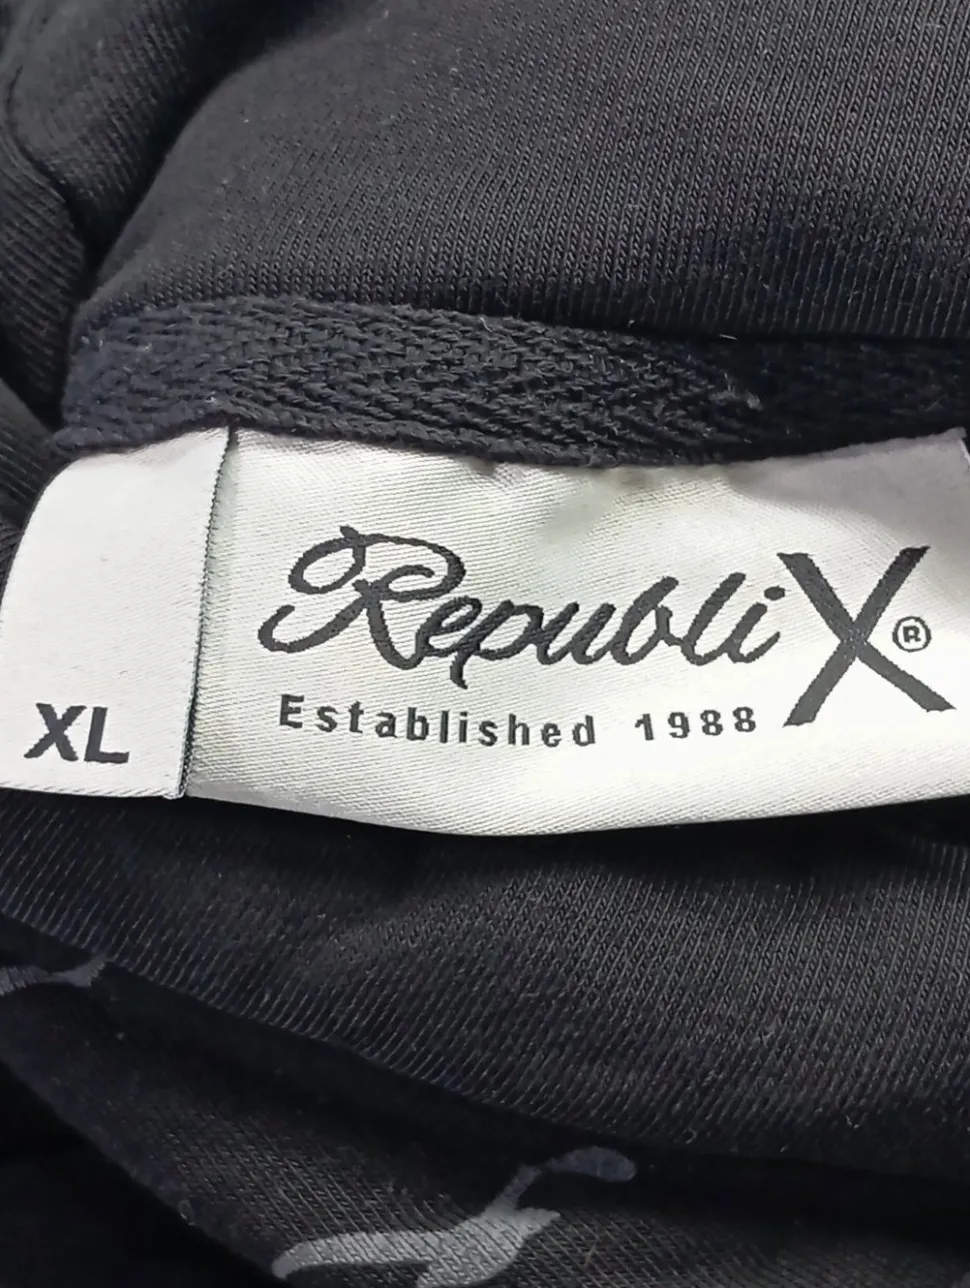 RepubliX®
Established 1988
XL